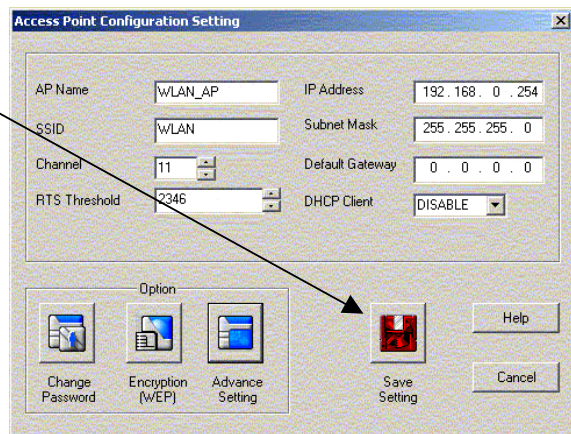 Access Point Configuration Setting
AP Name WLAN_AP
SSID WLAN
Channel 11
RTS Threshold 2346
IP Address 192 . 168 . 0 . 254
Subnet Mask 255 . 255 . 255 . 0
Default Gateway 0 . 0 . 0 . 0
DHCP Client DISABLE
Option
Change
Password
Encryption
(WEP)
Advance
Setting
Save
Setting
Help
Cancel